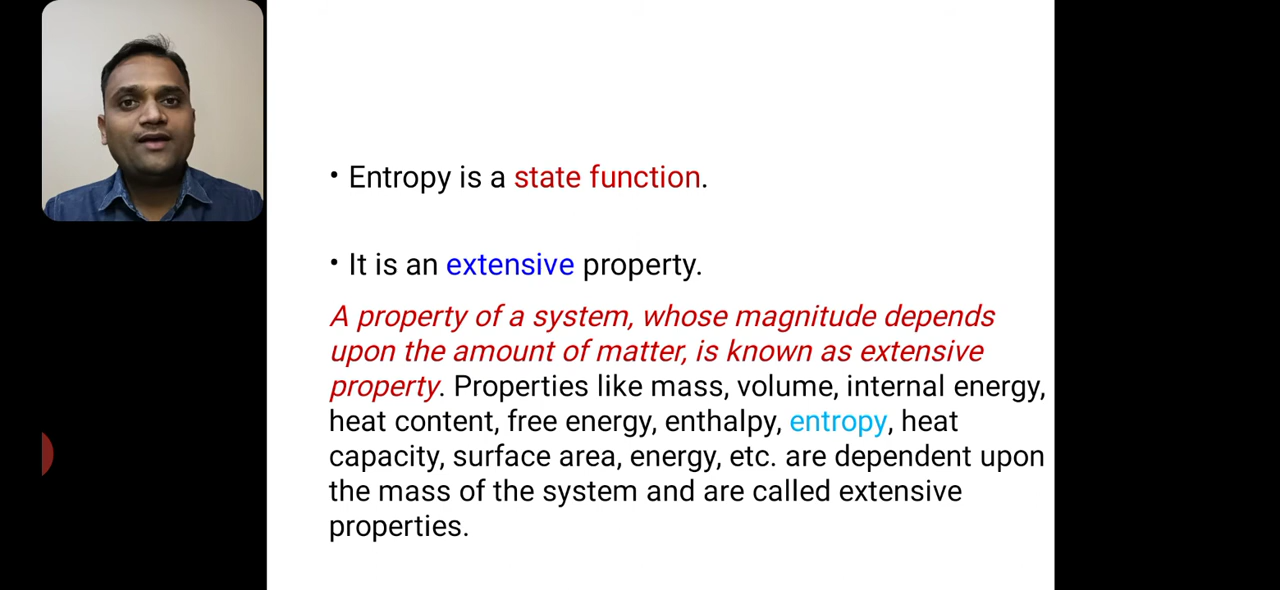 • Entropy is a state function.
• It is an extensive property.
A property of a system, whose magnitude depends
upon the amount of matter, is known as extensive
property. Properties like mass, volume, internal energy,
heat content, free energy, enthalpy, entropy, heat
capacity, surface area, energy, etc. are dependent upon
the mass of the system and are called extensive
properties.